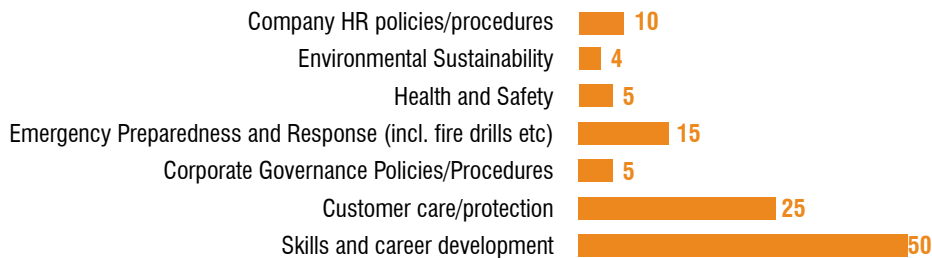 Company HR policies/procedures 10
Environmental Sustainability 4
Health and Safety 5
Emergency Preparedness and Response (incl. fire drills etc) 15
Corporate Governance Policies/Procedures 5
Customer care/protection 25
Skills and career development 50